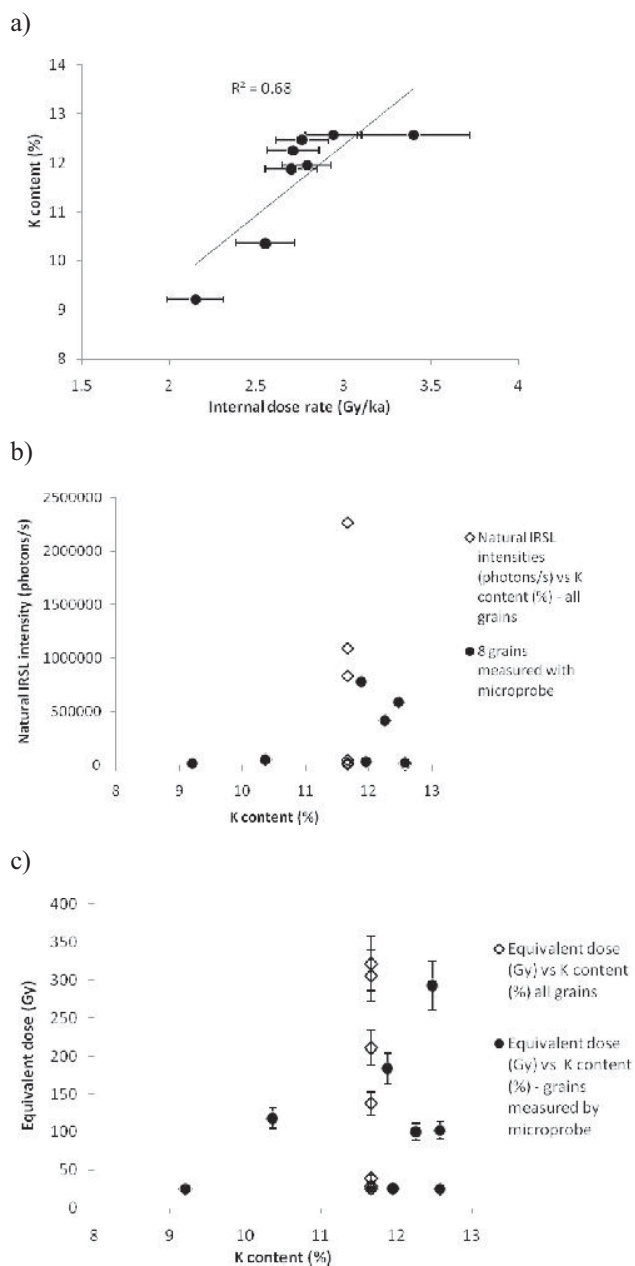 a)
R² = 0.68
K content (%)
14
13
12
11
10
9
8
1.5 2 2.5 3 3.5 4
Internal dose rate (Gy/ka)
b)
Natural IRSL intensity (photons/s)
2500000
2000000
1500000
1000000
500000
0
8 9 10 11 12 13
K content (%)
Natural IRSL
intensities
(photons/s) vs K
content (%) - all
grains
8 grains
measured with
microprobe
c)
Equivalent dose (Gy)
400
350
300
250
200
150
100
50
0
8 9 10 11 12 13
K content (%)
Equivalent dose
(Gy) vs K content
(%) all grains
Equivalent dose
(Gy) vs K content
(%) - grains
measured by
microprobe